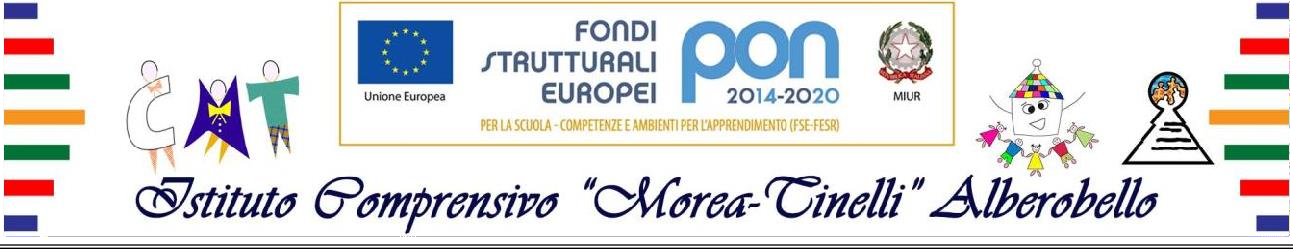 CAT
FONDI
STRUTTURALI
EUROPEI
pon
2014-2020
Unione Europea
MIUR
PER LA SCUOLA - COMPETENZE E AMBIENTI PER L'APPRENDIMENTO (FSE-FESR)
Istituto Comprensivo "Morea-Tinelli" Alberobello